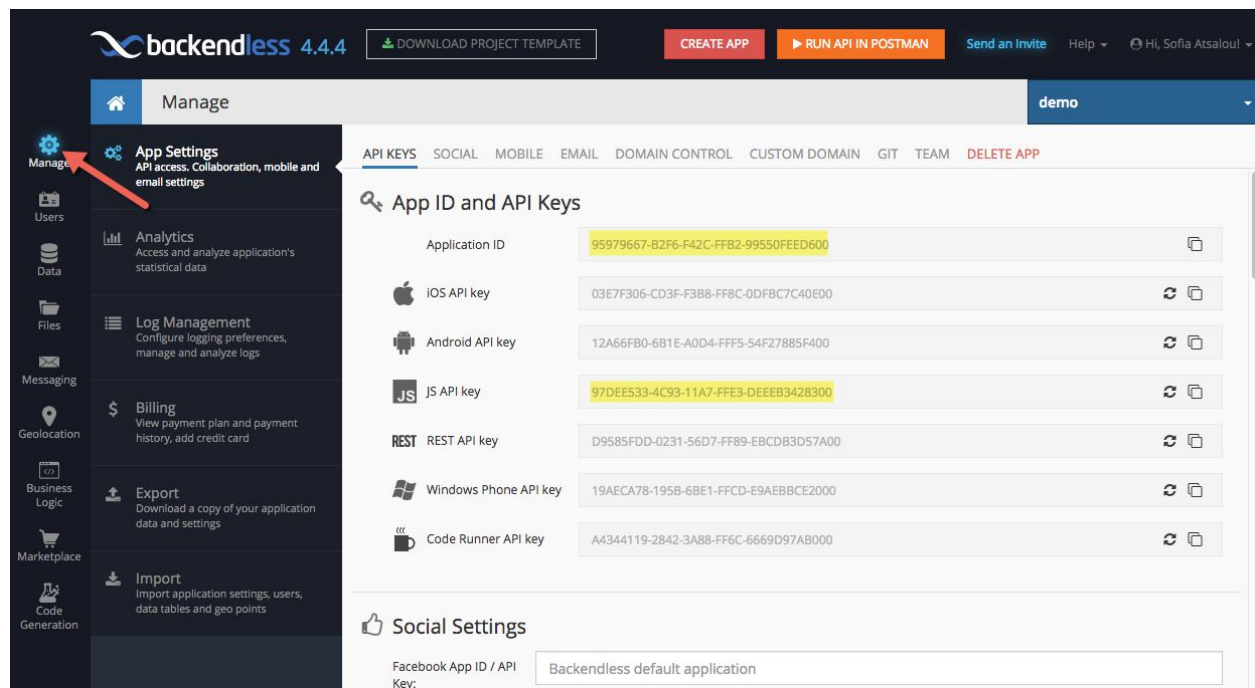 backendless 4.4.4
DOWNLOAD PROJECT TEMPLATE
CREATE APP
RUN API IN POSTMAN
Send an Invite
Help
Hi, Sofia Atsalou!
Manage
demo
Manage
Users
Data
Files
Messaging
Geolocation
Business
Logic
Marketplace
Code
Generation
App Settings
API access. Collaboration, mobile and
email settings
Analytics
Access and analyze application's
statistical data
Log Management
Configure logging preferences,
manage and analyze logs
$ Billing
View payment plan and payment
history, add credit card
Export
Download a copy of your application
data and settings
Import
Import application settings, users,
data tables and geo points
API KEYS SOCIAL MOBILE EMAIL DOMAIN CONTROL CUSTOM DOMAIN GIT TEAM DELETE APP
App ID and API Keys
Application ID 95979667-B2F6-F42C-FFB2-99550FEED600
iOS API key 03E7F306-CD3F-F3B8-FF8C-0DFBC7C40E00
Android API key 12A66FB0-6B1E-A0D4-FFF5-54F27885F400
JS JS API key 97DEE533-4C93-11A7-FFE3-DEEEB3428300
REST REST API key D9585FDD-0231-56D7-FF89-EBCDB3D57A00
Windows Phone API key 19AECA78-195B-6BE1-FFCD-E9AEBBCE2000
Code Runner API key A4344119-2842-3A88-FF6C-6669D97AB000
Social Settings
Facebook App ID / API
Key:
Backendless default application